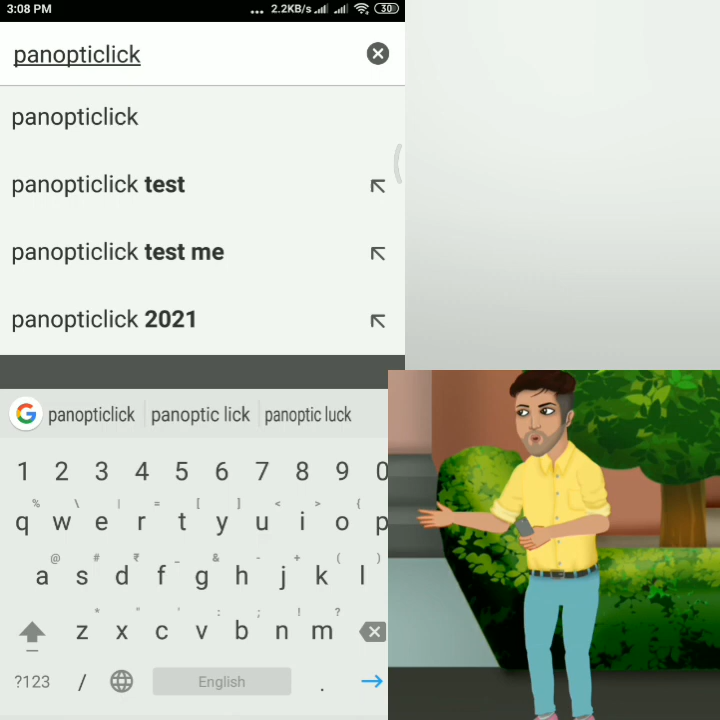 3:08 PM ... 2.2KB/s 30
panopticlick
panopticlick
panopticlick test
panopticlick test me
panopticlick 2021
G panopticlick panoptic lick panoptic luck
1 2 3 4 5 6 7 8 9 0
% \ | = [ ] < > {
q w e r t y u i o p
@ # ₹ _ & - + ( )
a s d f g h j k l
* " ' : ; ! ?
z x c v b n m
?123 / English .